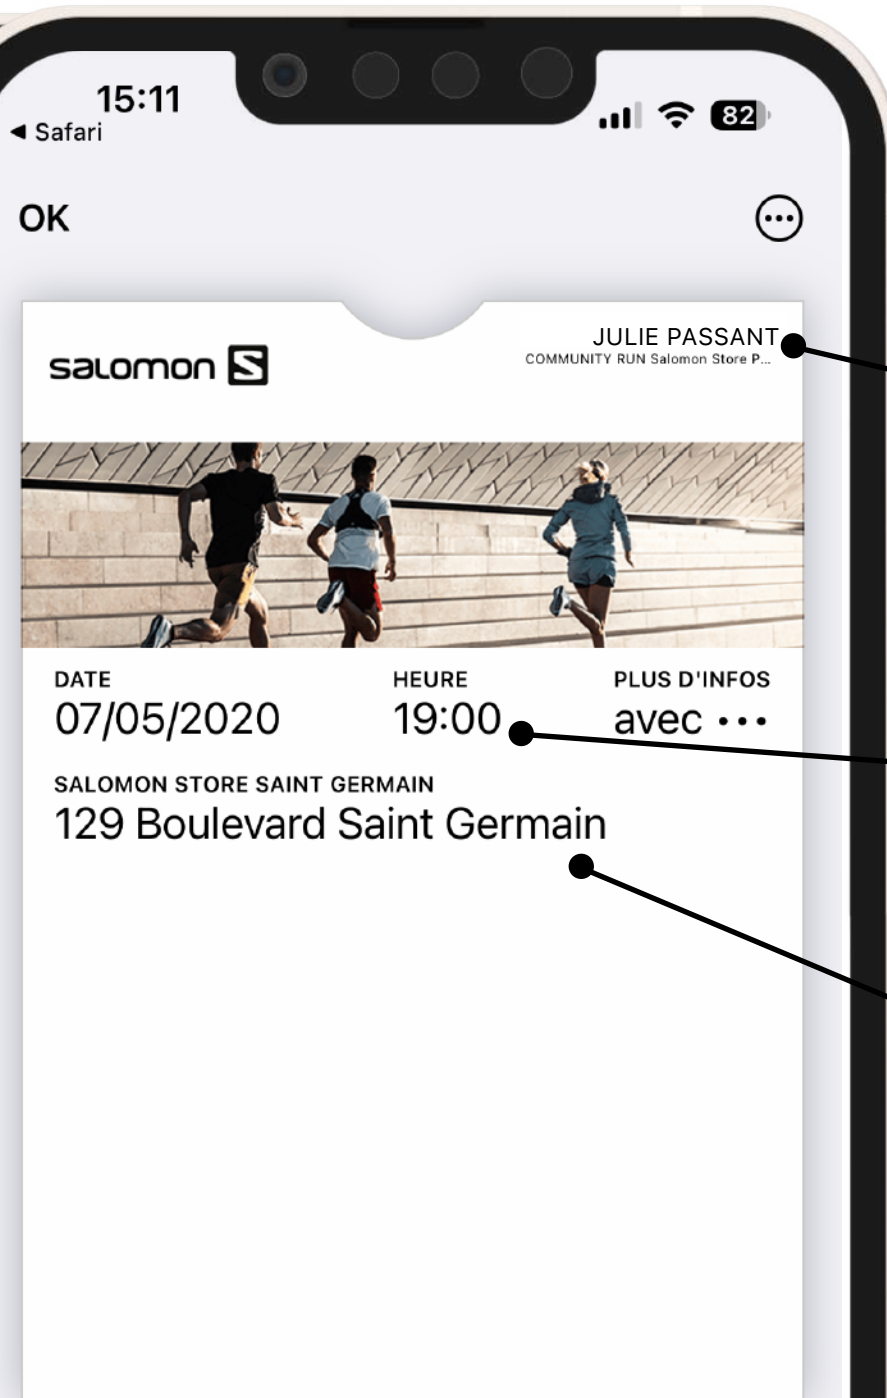 15:11
82
◀ Safari
OK
JULIE PASSANT
salomon S
COMMUNITY RUN Salomon Store P...
DATE
HEURE
PLUS D'INFOS
07/05/2020
19:00
avec •••
SALOMON STORE SAINT GERMAIN
129 Boulevard Saint Germain